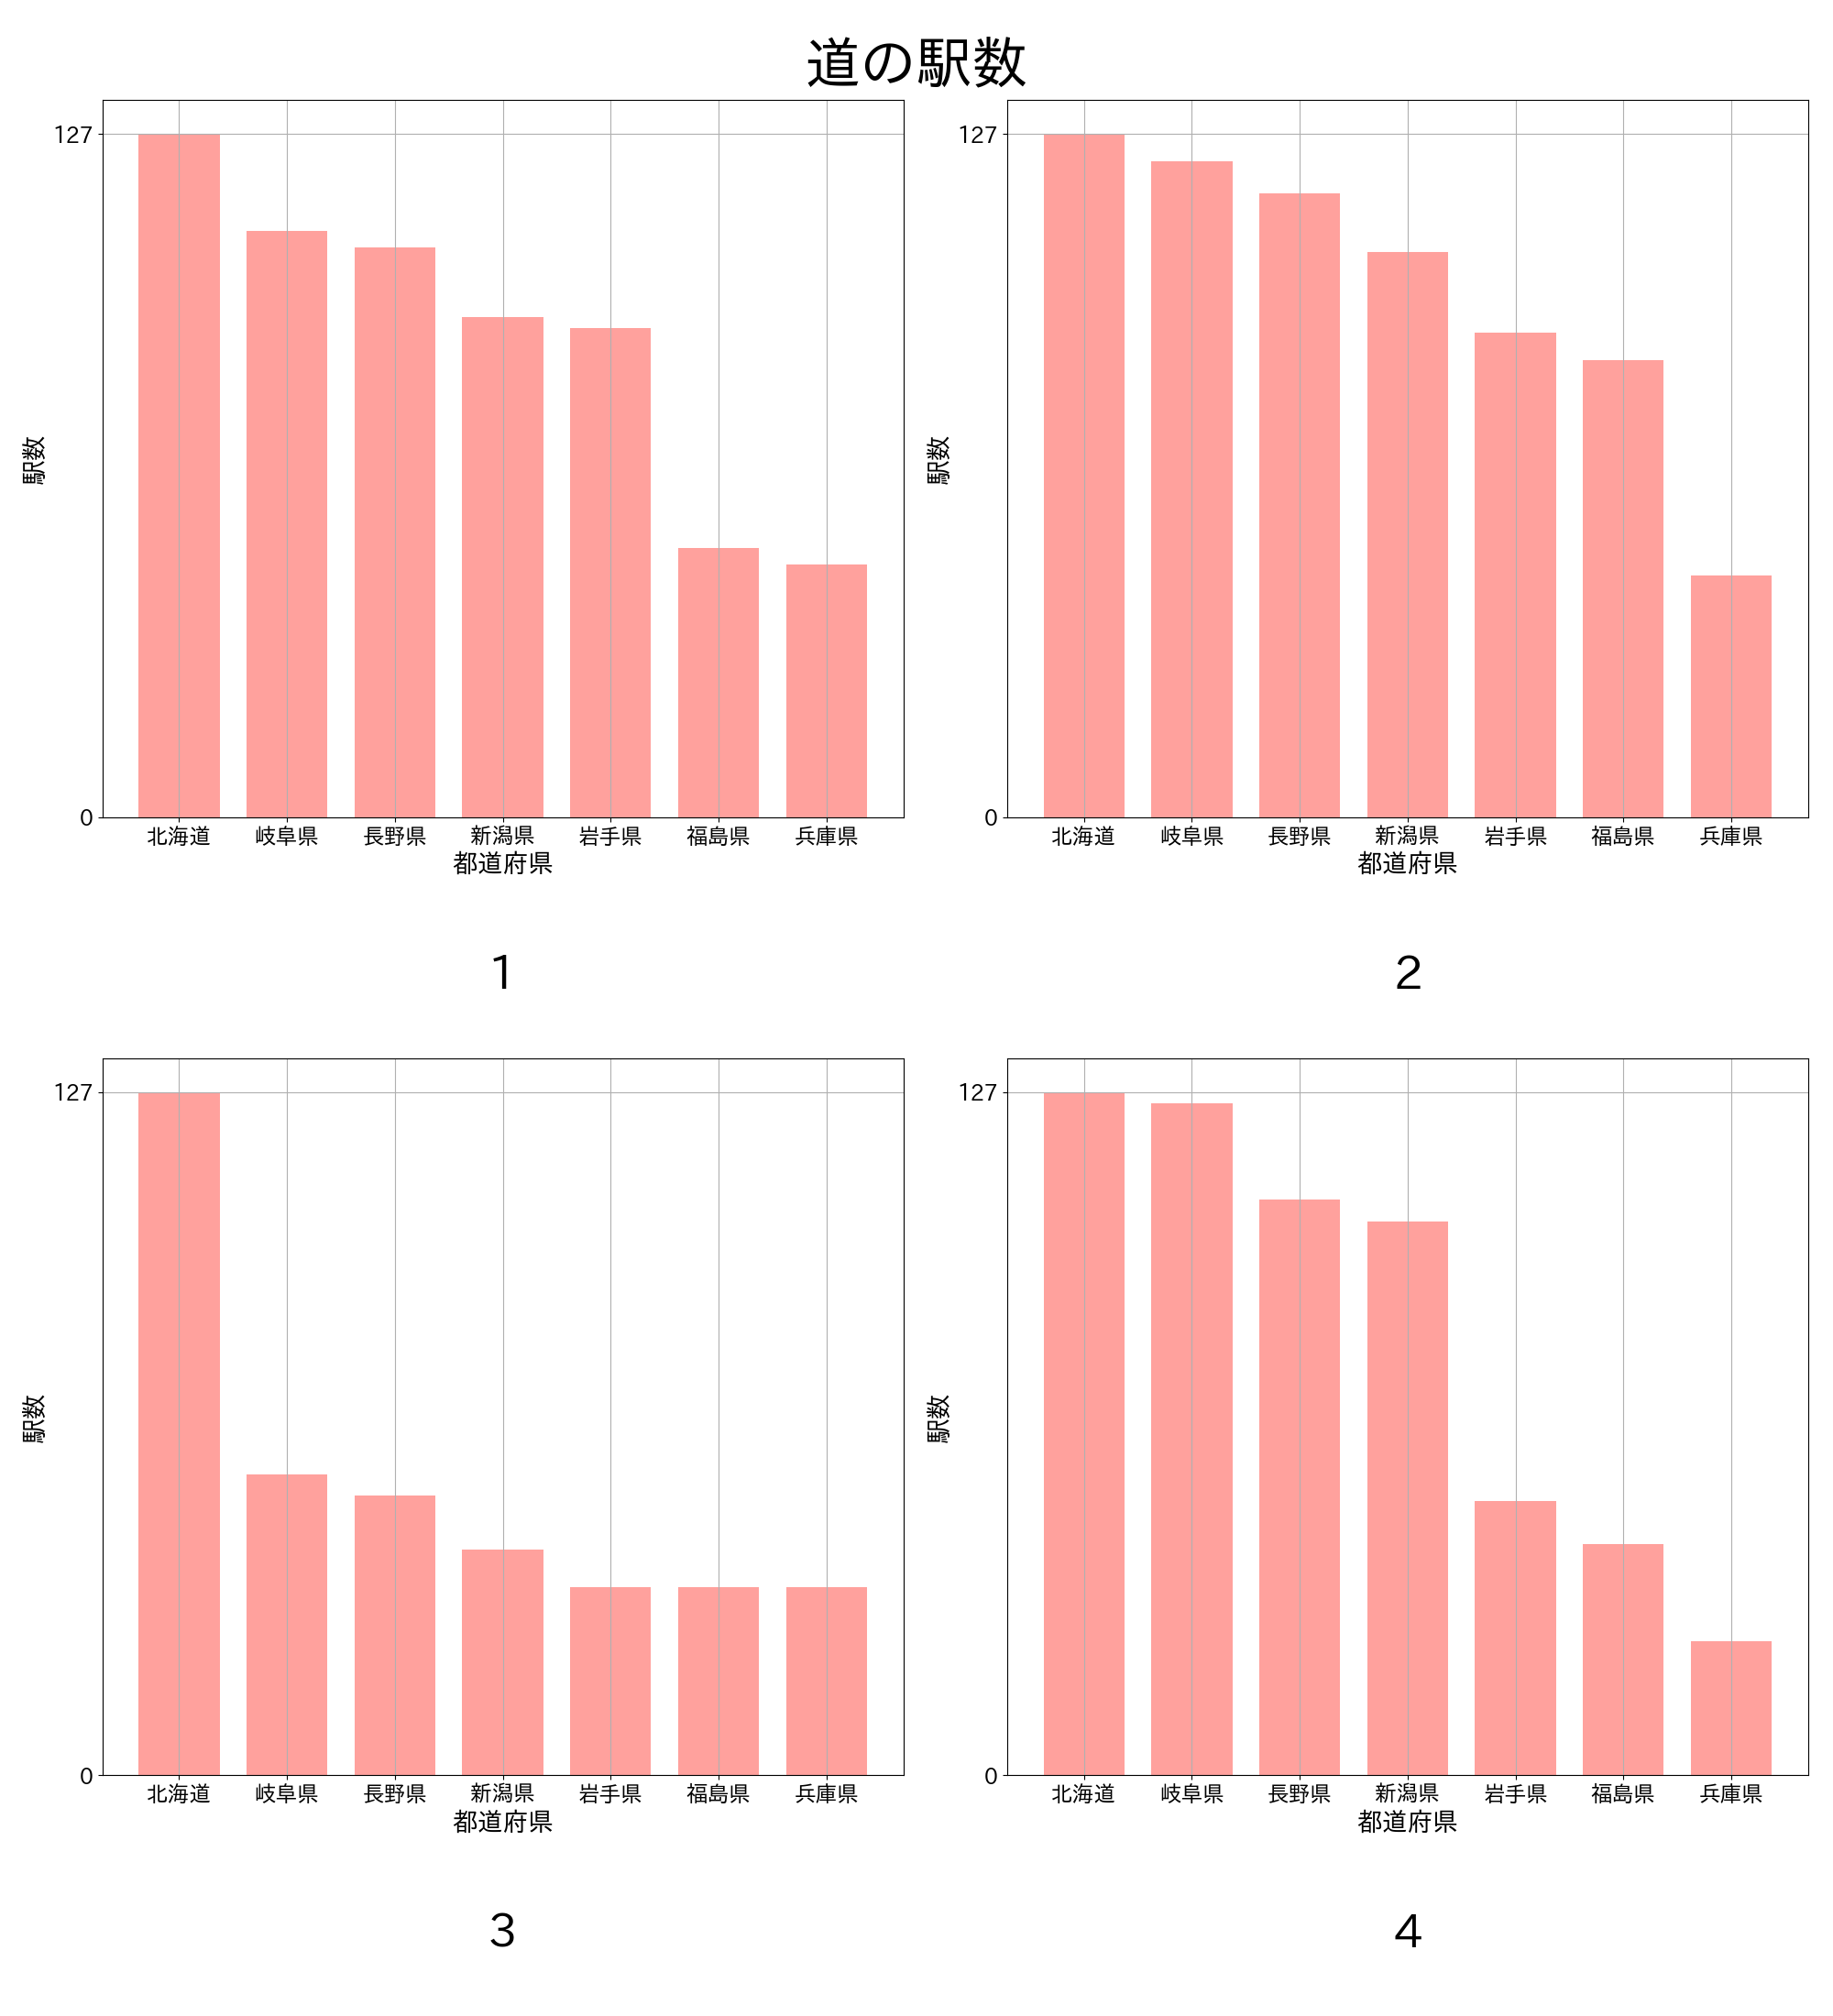 道の駅数
127
0
駅数
北海道 岐阜県 長野県 新潟県 岩手県 福島県 兵庫県
都道府県
1
127
0
駅数
北海道 岐阜県 長野県 新潟県 岩手県 福島県 兵庫県
都道府県
2
127
0
駅数
北海道 岐阜県 長野県 新潟県 岩手県 福島県 兵庫県
都道府県
3
127
0
駅数
北海道 岐阜県 長野県 新潟県 岩手県 福島県 兵庫県
都道府県
4